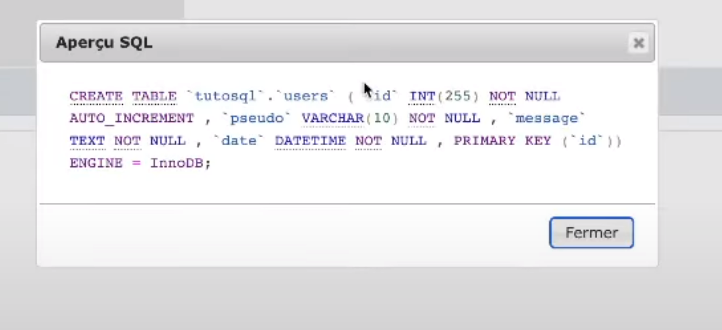 Aperçu SQL
CREATE TABLE `tutosql`.`users` ( `id` INT(255) NOT NULL
AUTO_INCREMENT , `pseudo` VARCHAR(10) NOT NULL , `message`
TEXT NOT NULL , `date` DATETIME NOT NULL , PRIMARY KEY (`id`))
ENGINE = InnoDB;
Fermer